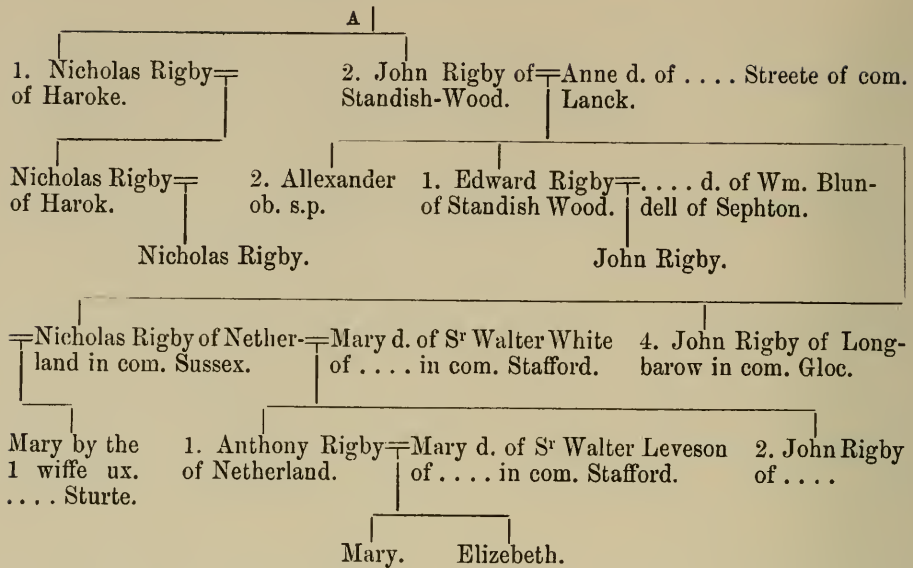 A
1. Nicholas Rigby
of Haroke.
2. John Rigby of
Standish-Wood.
Anne d. of .... Streete of com.
Lanck.
Nicholas Rigby
of Harok.
2. Allexander
ob. s.p.
1. Edward Rigby
of Standish Wood.
.... d. of Wm. Blun-
dell of Sephton.
Nicholas Rigby.
John Rigby.
Nicholas Rigby of Nether-
land in com. Sussex.
Mary d. of Sr Walter White
of .... in com. Stafford.
4. John Rigby of Long-
barow in com. Gloc.
Mary by the
1 wiffe ux.
.... Sturte.
1. Anthony Rigby
of Netherland.
Mary d. of Sr Walter Leveson
of .... in com. Stafford.
2. John Rigby
of ....
Mary.
Elizebeth.